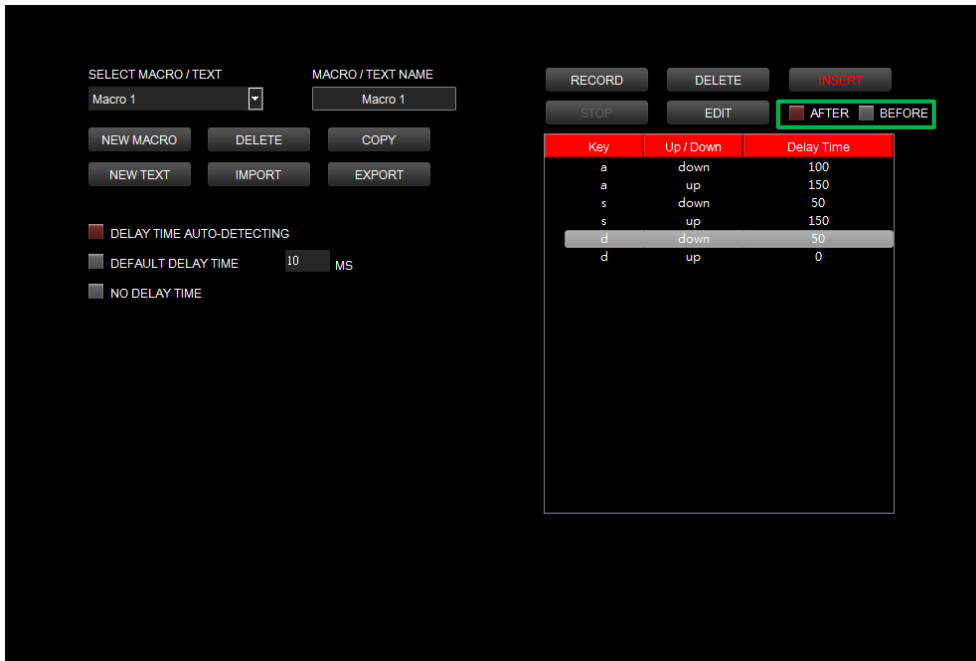 SELECT MACRO / TEXT
MACRO / TEXT NAME
Macro 1
Macro 1
NEW MACRO DELETE COPY
NEW TEXT IMPORT EXPORT
DELAY TIME AUTO-DETECTING
DEFAULT DELAY TIME 10 MS
NO DELAY TIME
RECORD DELETE INSERT
STOP EDIT AFTER BEFORE
Key Up / Down Delay Time
a down 100
a up 150
s down 50
s up 150
d down 50
d up 0